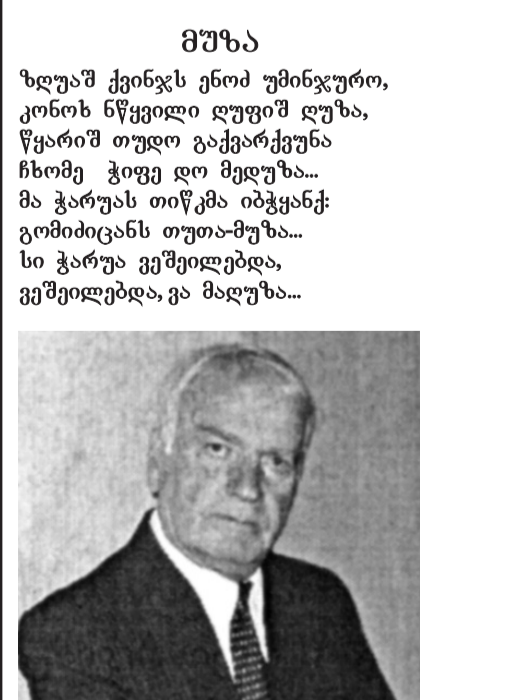 მუზა
ზღუაშ ქვინჯს ენოძ უმინჯურო,
კონოხ ნწყვილი ღუფიშ ღუზა,
წყარიშ თუდო გაქვარქვუნა
ჩხომე ჭიფე დო მედუზა...
მა ჭარუას თიწკმა იბჭყანქ:
გომიძიცანს თუთა-მუზა...
სი ჭარუა ვეშეილებდა,
ვეშეილებდა, ვა მაღუზა...